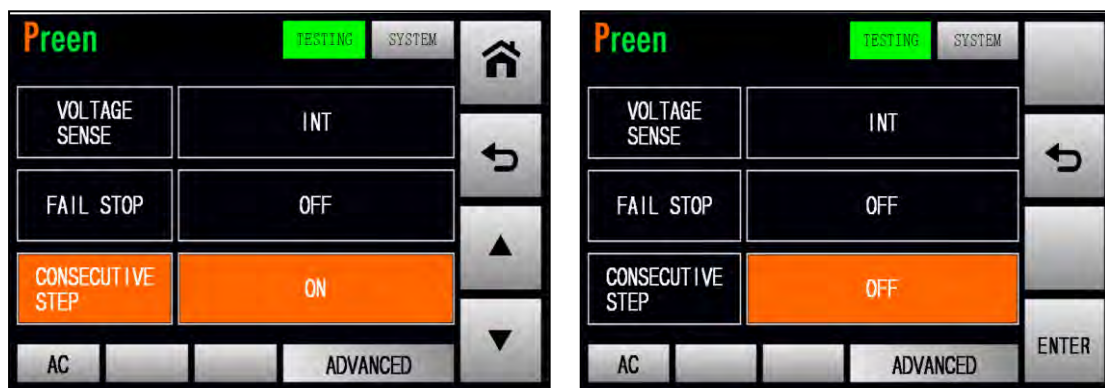 Preen TESTING SYSTEM
VOLTAGE
SENSE
INT
FAIL STOP OFF
CONSECUTIVE
STEP
ON
AC ADVANCED
Preen TESTING SYSTEM
VOLTAGE
SENSE
INT
FAIL STOP OFF
CONSECUTIVE
STEP
OFF
AC ADVANCED ENTER